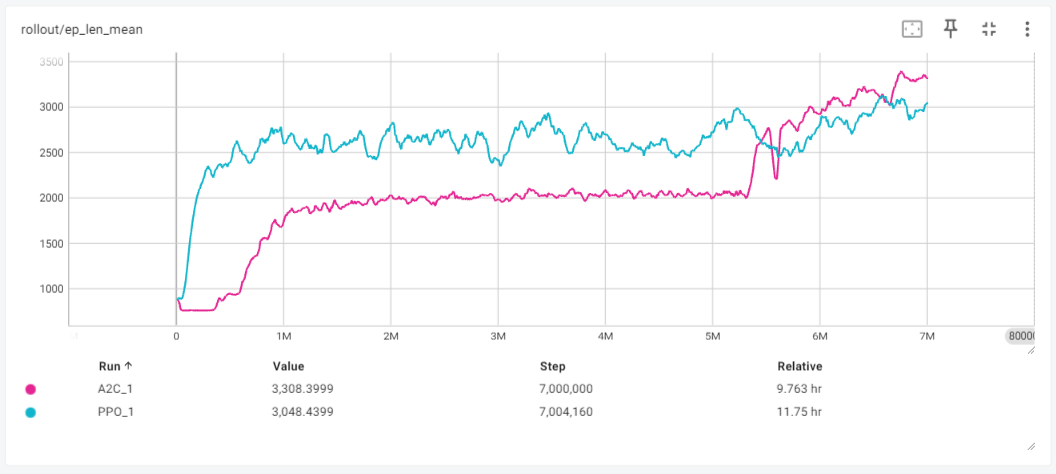 rollout/ep_len_mean
3500
3000
2500
2000
1500
1000
0 1M 2M 3M 4M 5M 6M 7M
Run ↑ Value Step Relative
A2C_1 3,308.3999 7,000,000 9.763 hr
PPO_1 3,048.4399 7,004,160 11.75 hr